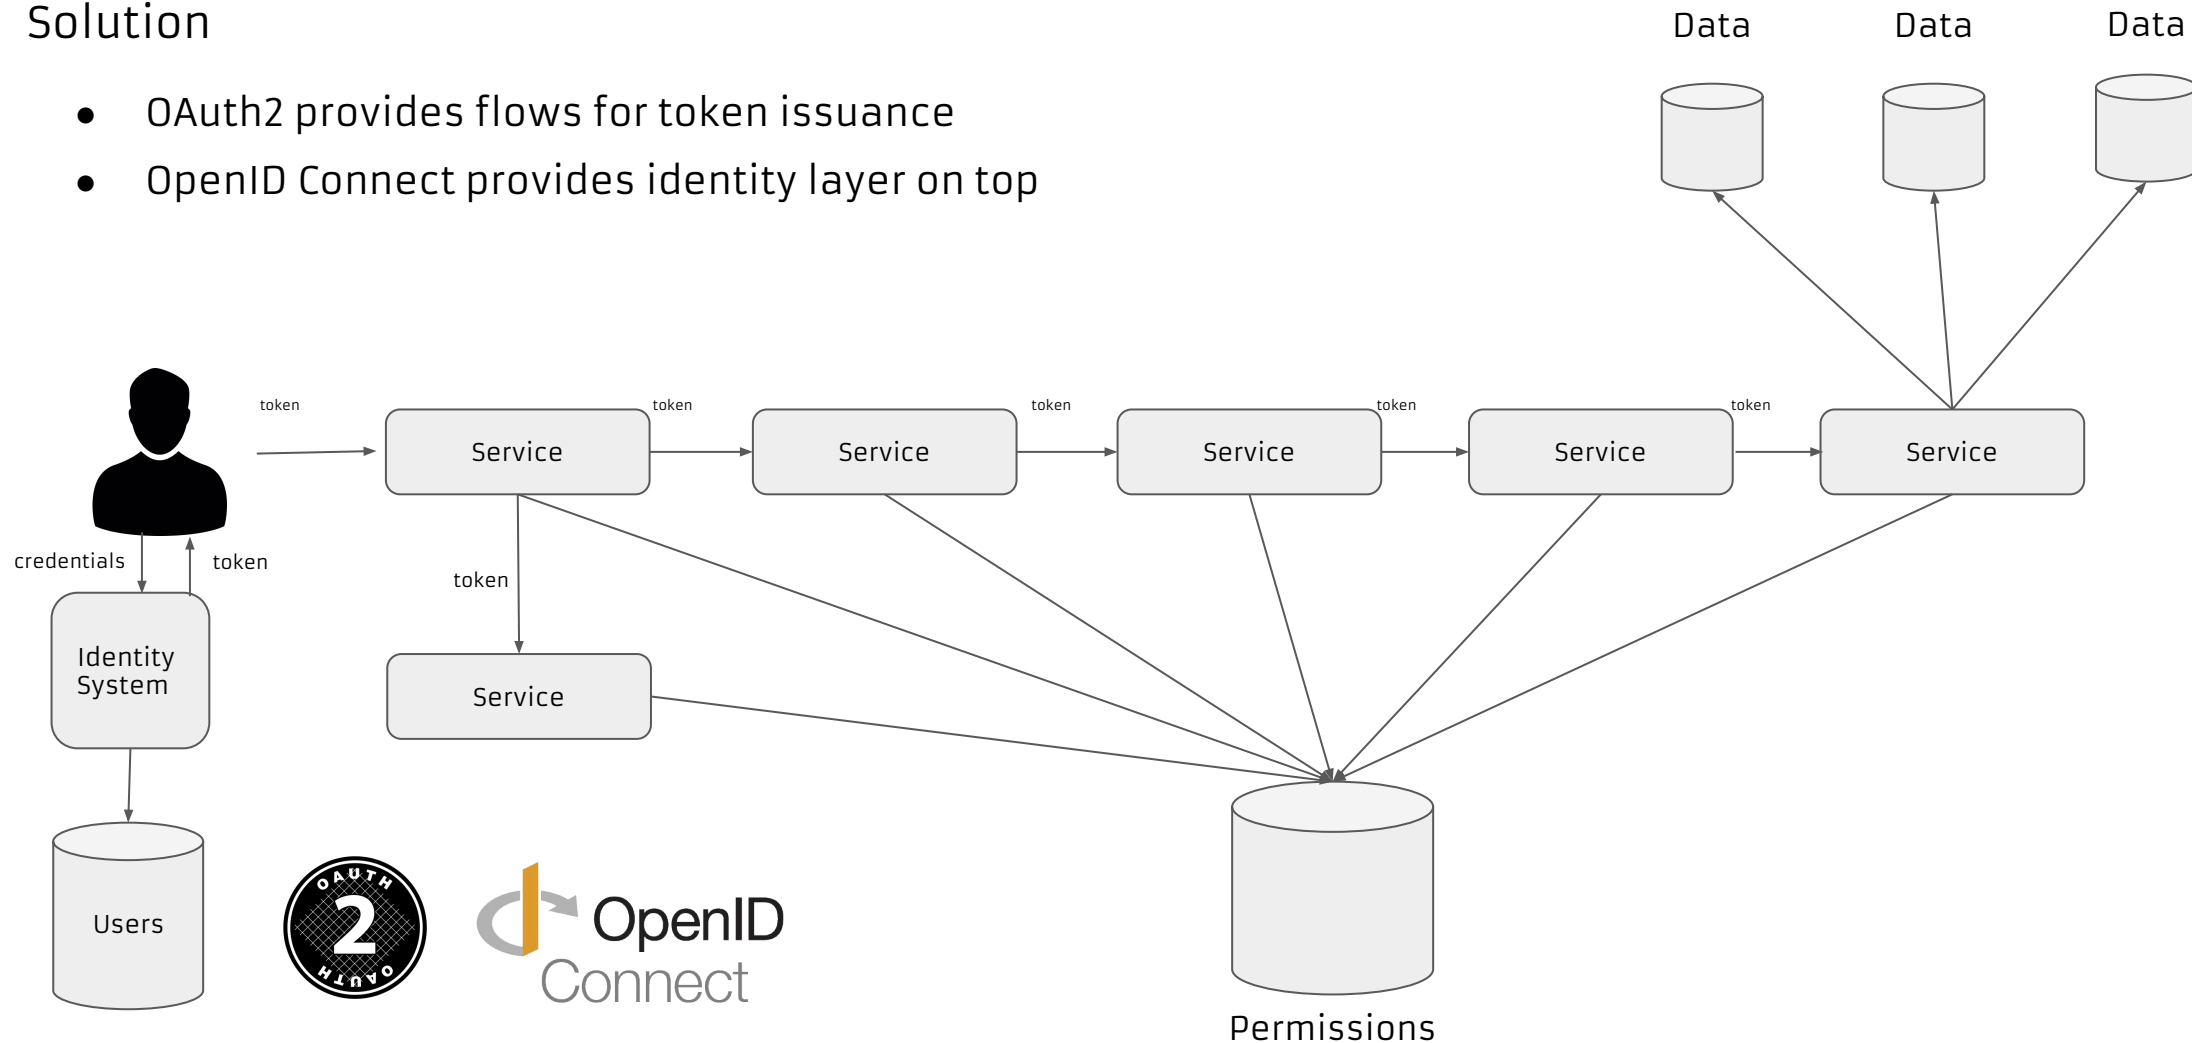 Solution
Data
Data
Data
OAuth2 provides flows for token issuance
OpenID Connect provides identity layer on top
token
token
token
token
token
Service
Service
Service
Service
Service
credentials
token
token
Identity
System
Service
Users
OAUTH
2
OAUTH
OpenID
Connect
Permissions